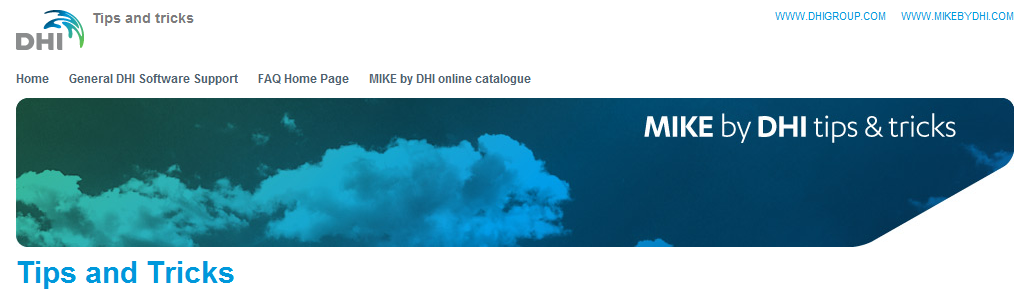 DHI
Tips and tricks
WWW.DHIGROUP.COM WWW.MIKEBYDHI.COM
Home General DHI Software Support FAQ Home Page MIKE by DHI online catalogue
MIKE by DHI tips & tricks
Tips and Tricks